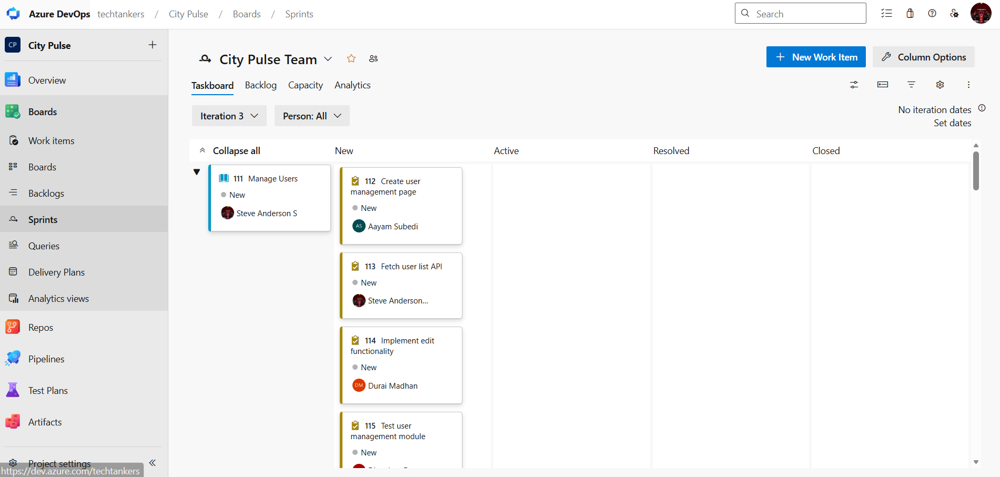 Azure DevOps techtankers / City Pulse / Boards / Sprints
Search
CP City Pulse
Overview
Boards
Work items
Boards
Backlogs
Sprints
Queries
Delivery Plans
Analytics views
Repos
Pipelines
Test Plans
Artifacts
Project settings
https://dev.azure.com/techtankers
City Pulse Team
New Work Item
Column Options
Taskboard Backlog Capacity Analytics
Iteration 3
Person: All
No iteration dates
Set dates
Collapse all New Active Resolved Closed
111 Manage Users
New
Steve Anderson S
112 Create user
management page
New
AS Aayam Subedi
113 Fetch user list API
New
Steve Anderson...
114 Implement edit
functionality
New
DM Durai Madhan
115 Test user
management module
New